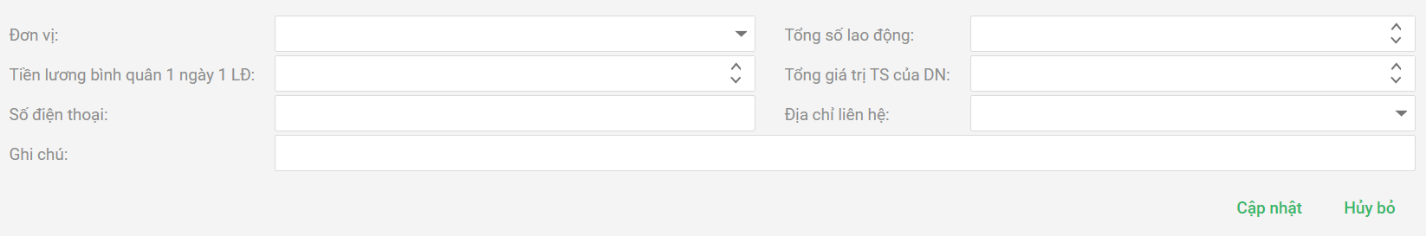 Đơn vị: Tổng số lao động:
Tiền lương bình quân 1 ngày 1 LĐ: Tổng giá trị TS của DN:
Số điện thoại: Địa chỉ liên hệ:
Ghi chú:
Cập nhật Hủy bỏ